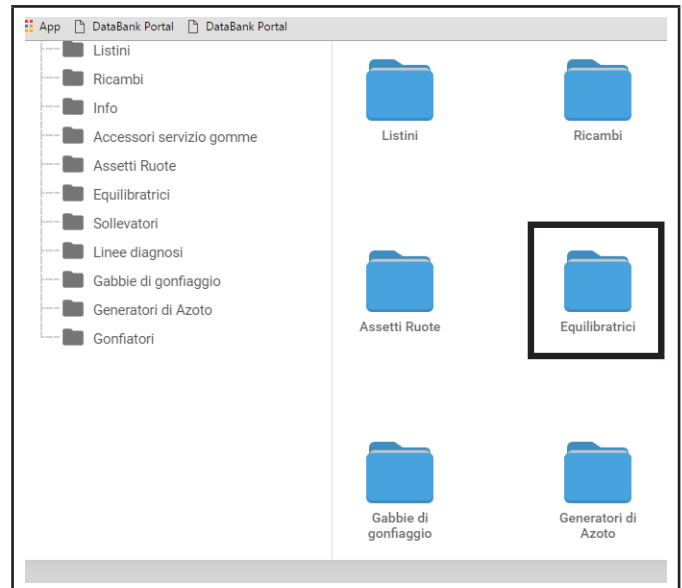 App DataBank Portal DataBank Portal
Listini
Ricambi
Info
Accessori servizio gomme
Assetti Ruote
Equilibratrici
Sollevatori
Linee diagnosi
Gabbie di gonfiaggio
Generatori di Azoto
Gonfiatori
Listini
Ricambi
Assetti Ruote
Equilibratrici
Gabbie di
gonfiaggio
Generatori di
Azoto